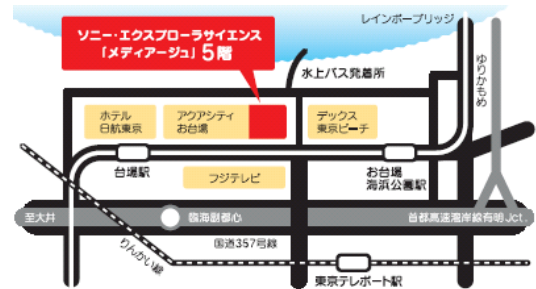 レインボーブリッジ
ソニー・エクスプローラサイエンス
「メディアージュ」5階
水上バス発着所
ゆりかもめ
ホテル
日航東京
アクアシティ
お台場
デックス
東京ビーチ
台場駅
フジテレビ
お台場
海浜公園駅
至大井
臨海副都心
首都高速湾岸線有明Jct.
りんかい線
国道357号線
東京テレポート駅